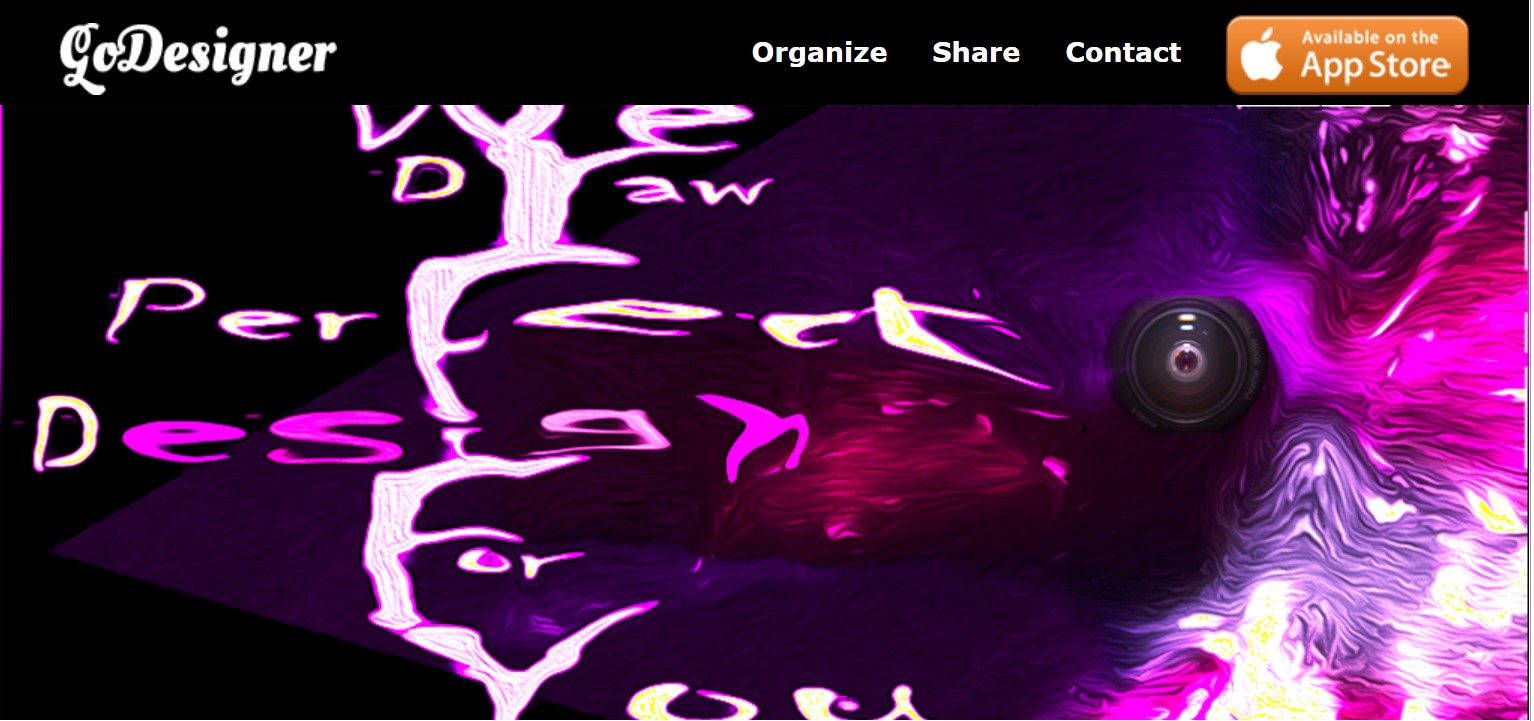 GoDesigner Organize Share Contact Available on the App Store
We
Draw
Perfect
Design
For
You